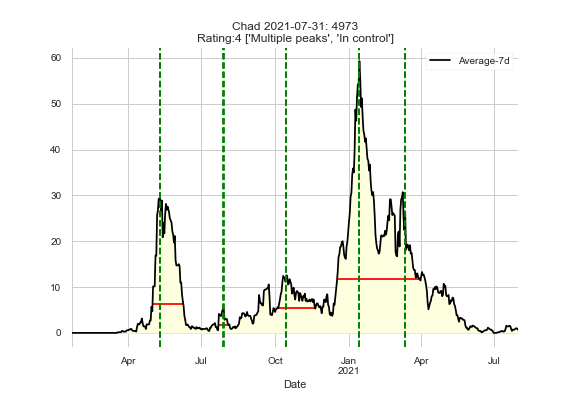 Chad 2021-07-31: 4973
Rating:4 ['Multiple peaks', 'In control']
Average-7d
60
50
40
30
20
10
0
Apr
Jul
Oct
Jan
2021
Apr
Jul
Date